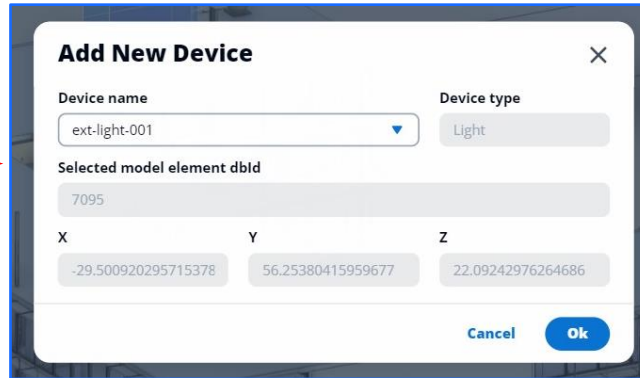 Add New Device
Device name Device type
ext-light-001 Light
Selected model element dbId
7095
X Y Z
-29.500920295715378 56.25380415959677 22.09242976264686
Cancel Ok